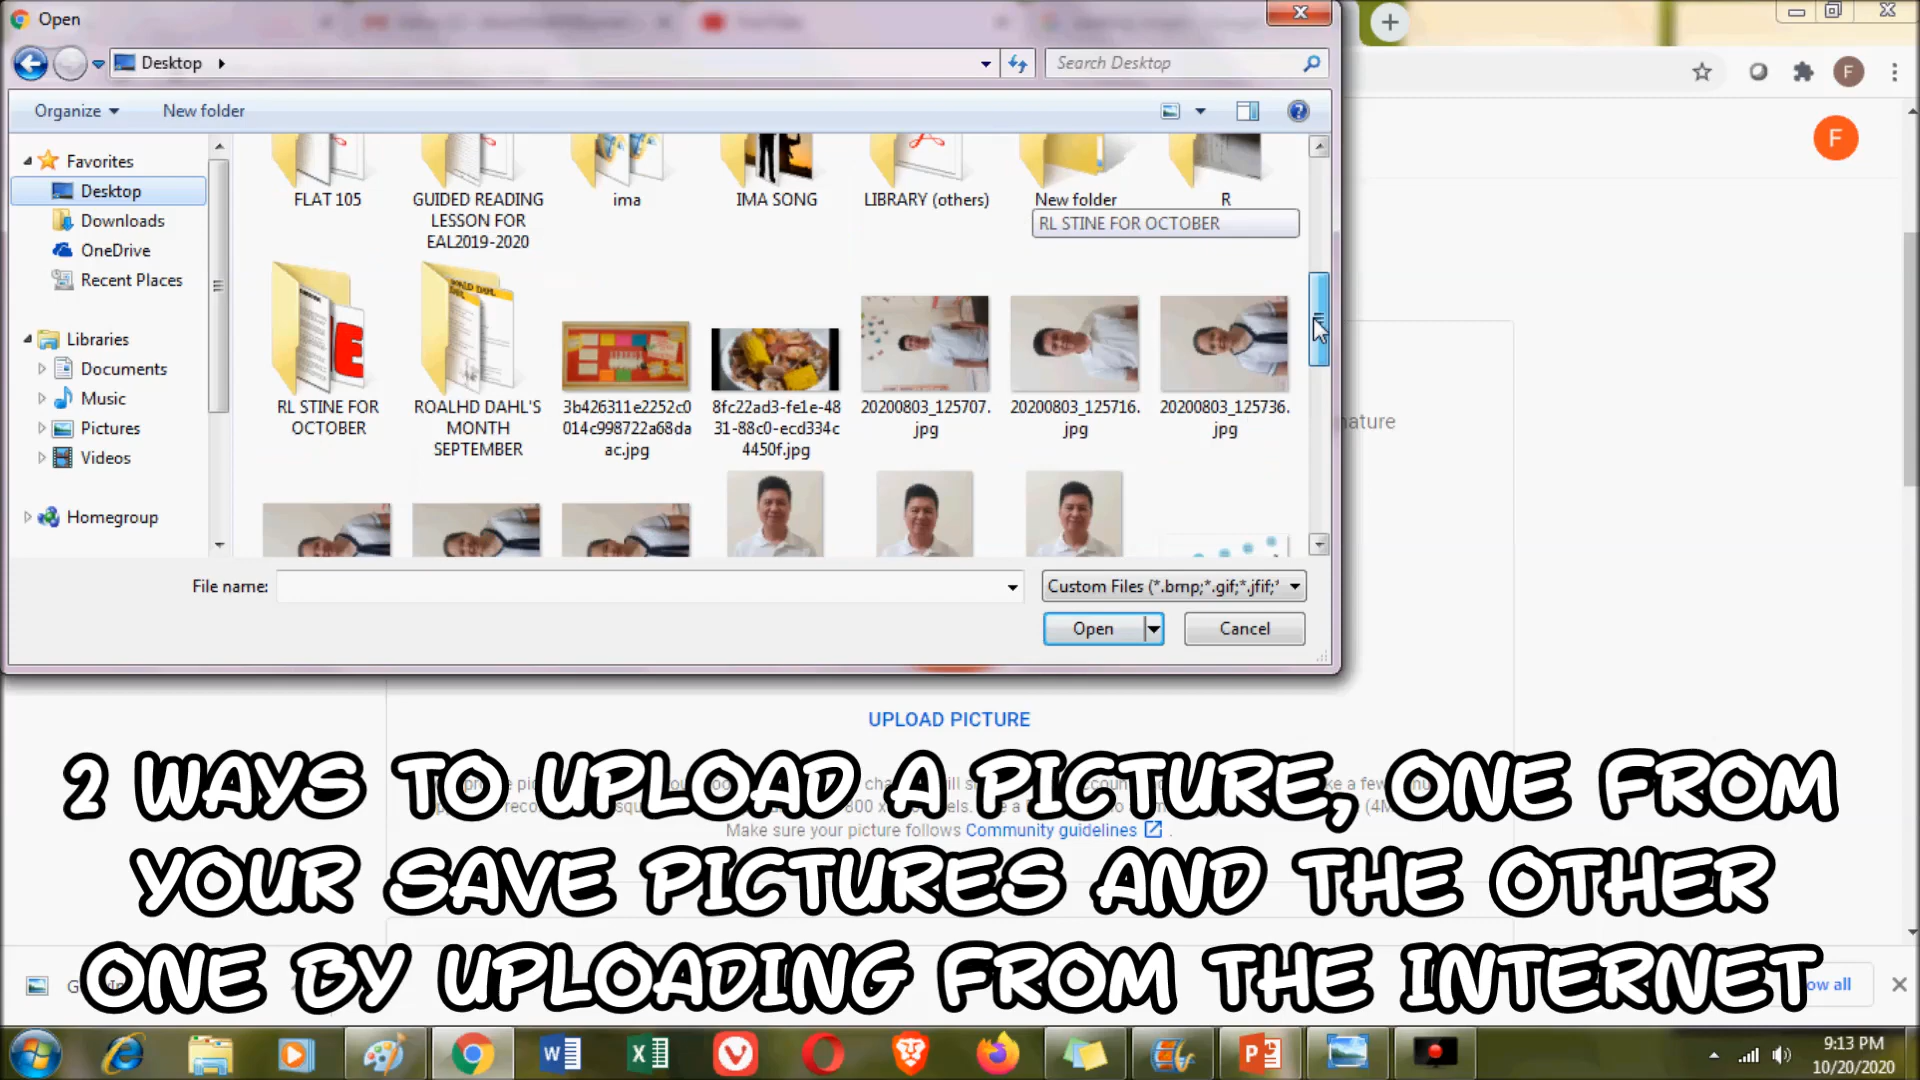 Open
Desktop
Search Desktop
Organize
New folder
F
F
Favorites
Desktop
Downloads
OneDrive
Recent Places
Libraries
Documents
Music
Pictures
Videos
Homegroup
FLAT 105
GUIDED READING
LESSON FOR
EAL2019-2020
ima
IMA SONG
LIBRARY (others)
New folder
R
RL STINE FOR OCTOBER
RL STINE FOR
OCTOBER
ROALHD DAHL'S
MONTH
SEPTEMBER
3b426311e2252c0
014c998722a68da
ac.jpg
8fc22ad3-fe1e-48
31-88c0-ecd334c
4450f.jpg
20200803_125707.
jpg
20200803_125716.
jpg
20200803_125736.
jpg
nature
File name:
Custom Files (*.bmp;*.gif;*.jfif;*
Open
Cancel
UPLOAD PICTURE
2 WAYS TO UPLOAD A PICTURE, ONE FROM
Make sure your picture follows Community guidelines
YOUR SAVE PICTURES AND THE OTHER
ONE BY UPLOADING FROM THE INTERNET
ow all
9:13 PM
10/20/2020